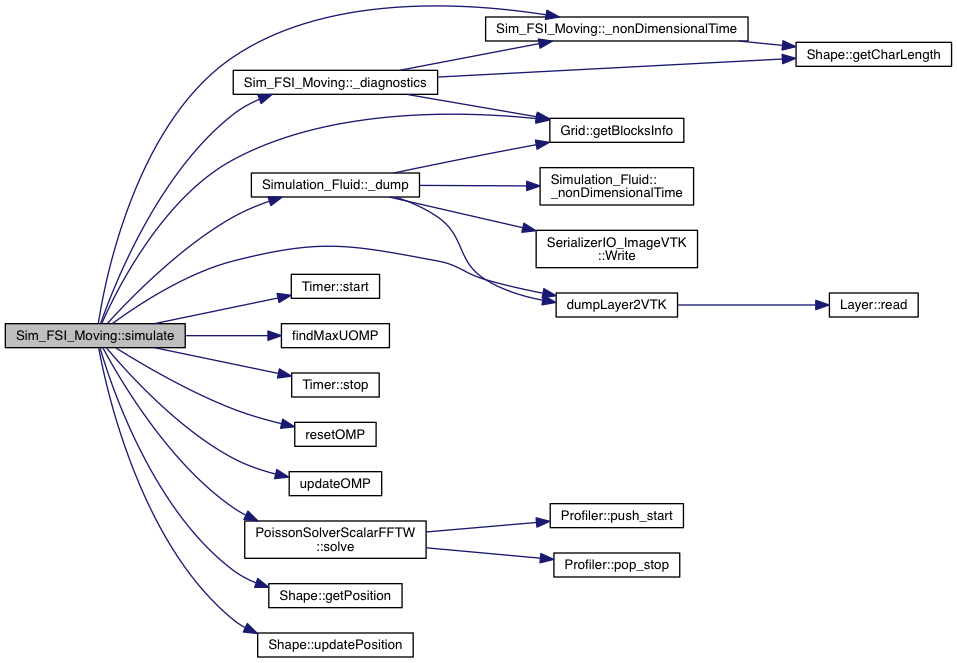 Sim_FSI_Moving::_nonDimensionalTime
Shape::getCharLength
Sim_FSI_Moving::_diagnostics
Grid::getBlocksInfo
Simulation_Fluid::_dump
Simulation_Fluid::
_nonDimensionalTime
SerializerIO_ImageVTK
::Write
Timer::start
dumpLayer2VTK
Layer::read
Sim_FSI_Moving::simulate
findMaxUOMP
Timer::stop
resetOMP
updateOMP
Profiler::push_start
PoissonSolverScalarFFTW
::solve
Profiler::pop_stop
Shape::getPosition
Shape::updatePosition